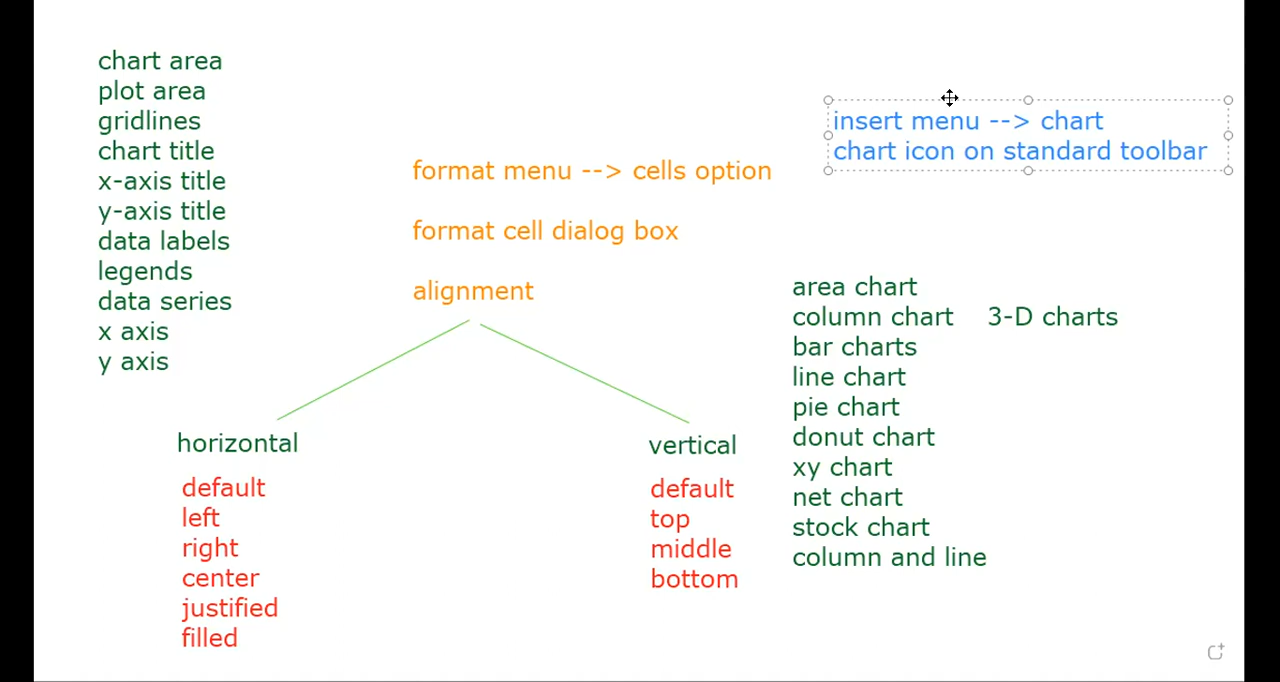 chart area
plot area
gridlines
chart title
x-axis title
y-axis title
data labels
legends
data series
x axis
y axis
format menu --> cells option
format cell dialog box
alignment
horizontal
default
left
right
center
justified
filled
vertical
default
top
middle
bottom
insert menu --> chart
chart icon on standard toolbar
area chart
column chart 3-D charts
bar charts
line chart
pie chart
donut chart
xy chart
net chart
stock chart
column and line